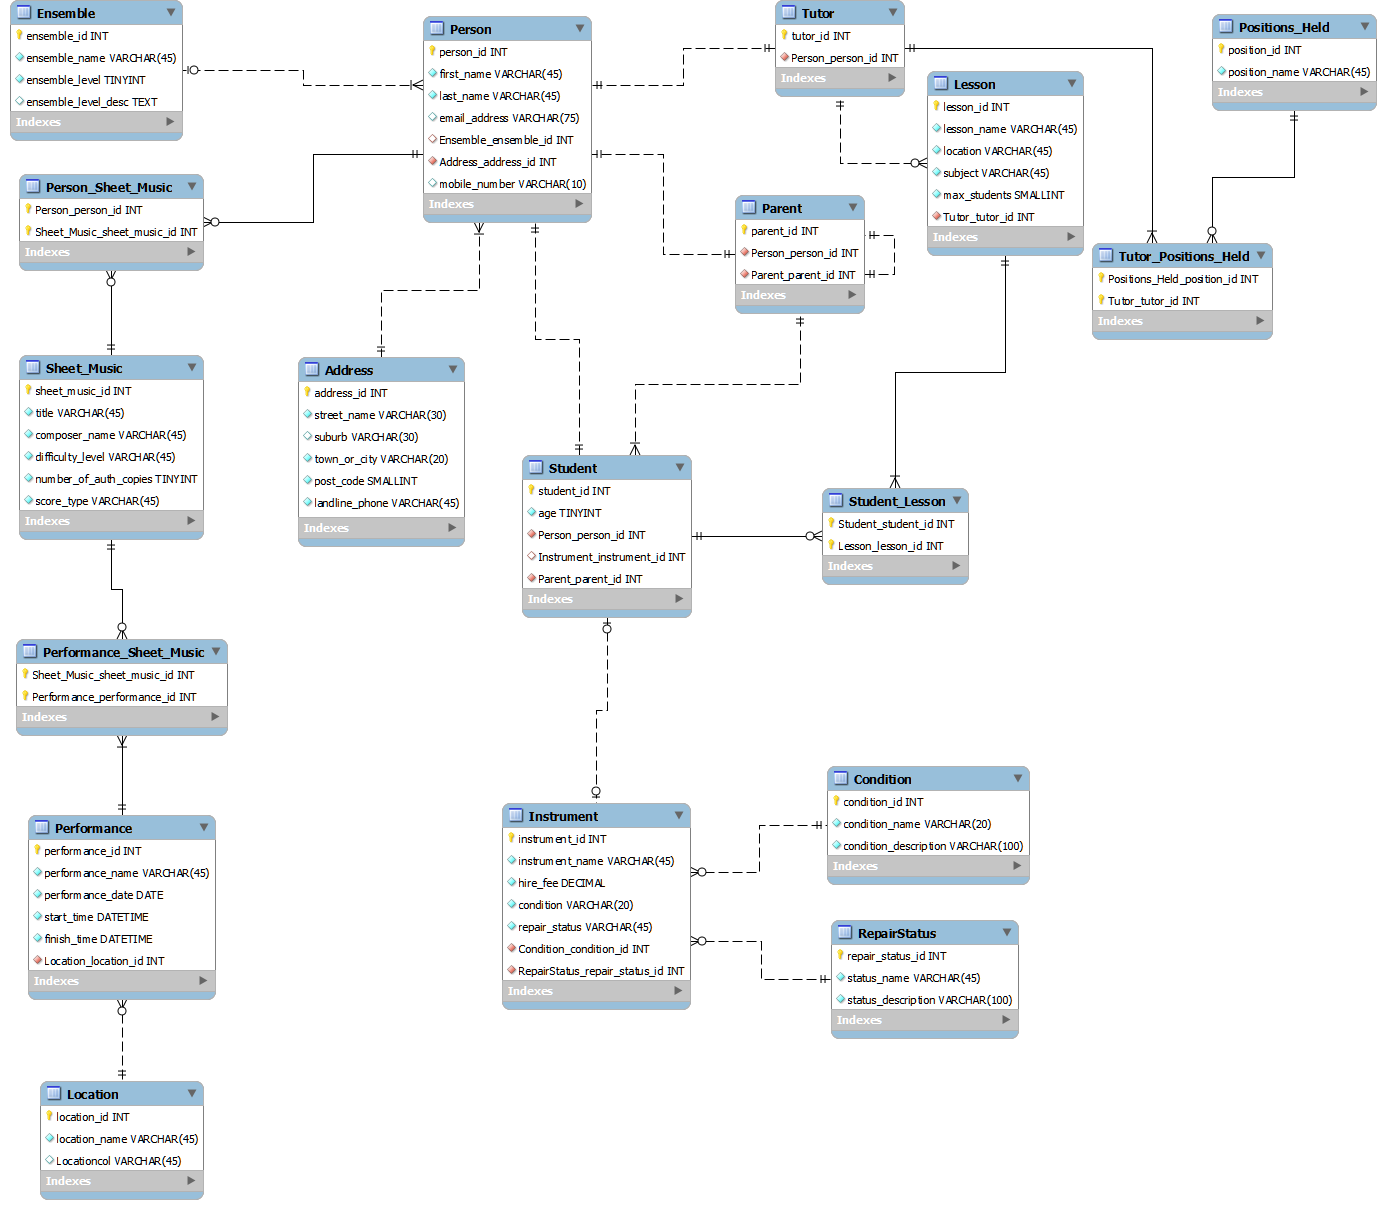 Ensemble
ensemble_id INT
ensemble_name VARCHAR(45)
ensemble_level TINYINT
ensemble_level_desc TEXT
Indexes
Person
person_id INT
first_name VARCHAR(45)
last_name VARCHAR(45)
email_address VARCHAR(75)
Ensemble_ensemble_id INT
Address_address_id INT
mobile_number VARCHAR(10)
Indexes
Tutor
tutor_id INT
Person_person_id INT
Indexes
Positions_Held
position_id INT
position_name VARCHAR(45)
Indexes
Lesson
lesson_id INT
lesson_name VARCHAR(45)
location VARCHAR(45)
subject VARCHAR(45)
max_students SMALLINT
Tutor_tutor_id INT
Indexes
Person_Sheet_Music
Person_person_id INT
Sheet_Music_sheet_music_id INT
Indexes
Parent
parent_id INT
Person_person_id INT
Parent_parent_id INT
Indexes
Tutor_Positions_Held
Positions_Held_position_id INT
Tutor_tutor_id INT
Indexes
Sheet_Music
sheet_music_id INT
title VARCHAR(45)
composer_name VARCHAR(45)
difficulty_level VARCHAR(45)
number_of_auth_copies TINYINT
score_type VARCHAR(45)
Indexes
Address
address_id INT
street_name VARCHAR(30)
suburb VARCHAR(30)
town_or_city VARCHAR(20)
post_code SMALLINT
landline_phone VARCHAR(45)
Indexes
Student
student_id INT
age TINYINT
Person_person_id INT
Instrument_instrument_id INT
Parent_parent_id INT
Indexes
Student_Lesson
Student_student_id INT
Lesson_lesson_id INT
Indexes
Performance_Sheet_Music
Sheet_Music_sheet_music_id INT
Performance_performance_id INT
Indexes
Performance
performance_id INT
performance_name VARCHAR(45)
performance_date DATE
start_time DATETIME
finish_time DATETIME
Location_location_id INT
Indexes
Instrument
instrument_id INT
instrument_name VARCHAR(45)
hire_fee DECIMAL
condition VARCHAR(20)
repair_status VARCHAR(45)
Condition_condition_id INT
RepairStatus_repair_status_id INT
Indexes
Condition
condition_id INT
condition_name VARCHAR(20)
condition_description VARCHAR(100)
Indexes
RepairStatus
repair_status_id INT
status_name VARCHAR(45)
status_description VARCHAR(100)
Indexes
Location
location_id INT
location_name VARCHAR(45)
Locationcol VARCHAR(45)
Indexes